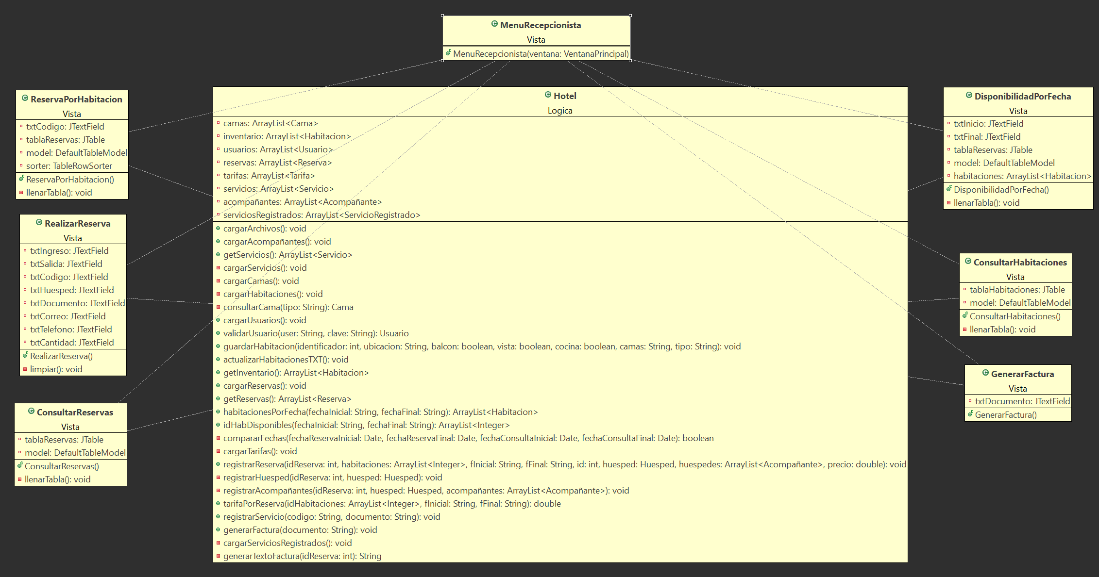 MenuRecepcionista
Vista
MenuRecepcionista(ventana: VentanaPrincipal)
ReservaPorHabitacion
Vista
txtCodigo: JTextField
tablaReservas: JTable
model: DefaultTableModel
sorter: TableRowSorter
ReservaPorHabitacion()
llenarTabla(): void
RealizarReserva
Vista
txtIngreso: JTextField
txtSalida: JTextField
txtCodigo: JTextField
txtHuesped: JTextField
txtDocumento: JTextField
txtCorreo: JTextField
txtTelefono: JTextField
txtCantidad: JTextField
RealizarReserva()
limpiar(): void
ConsultarReservas
Vista
tablaReservas: JTable
model: DefaultTableModel
ConsultarReservas()
llenarTabla(): void
Hotel
Logica
camas: ArrayList<Cama>
inventario: ArrayList<Habitacion>
usuarios: ArrayList<Usuario>
reservas: ArrayList<Reserva>
tarifas: ArrayList<Tarifa>
servicios: ArrayList<Servicio>
acompañantes: ArrayList<Acompañante>
serviciosRegistrados: ArrayList<ServicioRegistrado>
cargarArchivos(): void
cargarAcompañantes(): void
getServicios(): ArrayList<Servicio>
cargarServicios(): void
cargarCamas(): void
cargarHabitaciones(): void
consultarCama(tipo: String): Cama
cargarUsuarios(): void
validarUsuario(user: String, clave: String): Usuario
guardarHabitacion(identificador: int, ubicacion: String, balcon: boolean, vista: boolean, cocina: boolean, camas: String, tipo: String): void
actualizarHabitacionesTXT(): void
getInventario(): ArrayList<Habitacion>
cargarReservas(): void
getReservas(): ArrayList<Reserva>
habitacionesPorFecha(fechaInicial: String, fechaFinal: String): ArrayList<Habitacion>
idHabDisponibles(fechaInicial: String, fechaFinal: String): ArrayList<Integer>
compararFechas(fechaReservaInicial: Date, fechaReservaFinal: Date, fechaConsultaInicial: Date, fechaConsultaFinal: Date): boolean
cargarTarifas(): void
registrarReserva(idReserva: int, habitaciones: ArrayList<Integer>, fInicial: String, fFinal: String, id: int, huesped: Huesped, huespedes: ArrayList<Acompañante>, precio: double): void
registrarHuesped(idReserva: int, huesped: Huesped): void
registrarAcompañantes(idReserva: int, huesped: Huesped, acompañantes: ArrayList<Acompañante>): void
tarifaPorReserva(idHabitaciones: ArrayList<Integer>, fInicial: String, fFinal: String): double
registrarServicio(codigo: String, documento: String): void
generarFactura(documento: String): void
cargarServiciosRegistrados(): void
generarTextoFactura(idReserva: int): String
DisponibilidadPorFecha
Vista
txtInicio: JTextField
txtFinal: JTextField
tablaReservas: JTable
model: DefaultTableModel
habitaciones: ArrayList<Habitacion>
DisponibilidadPorFecha()
llenarTabla(): void
ConsultarHabitaciones
Vista
tablaHabitaciones: JTable
model: DefaultTableModel
ConsultarHabitaciones()
llenarTabla(): void
GenerarFactura
Vista
txtDocumento: JTextField
GenerarFactura()